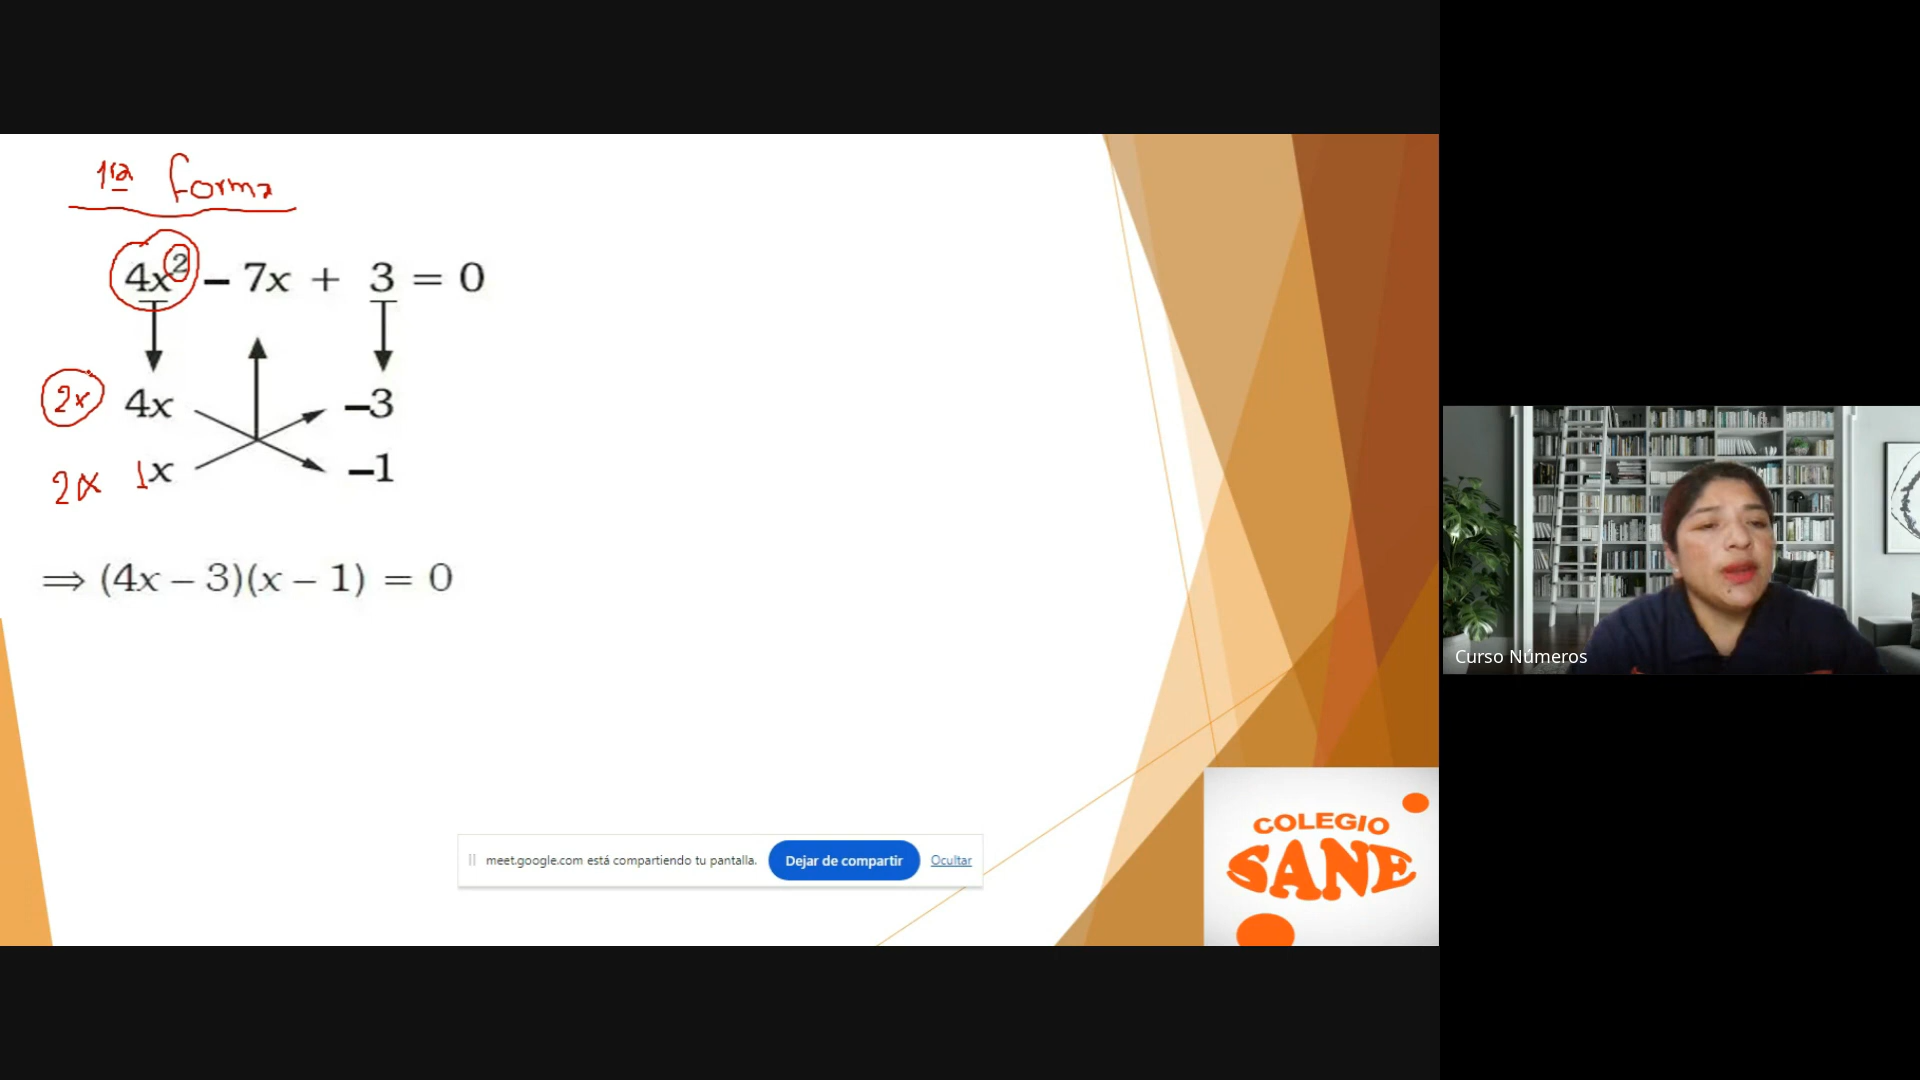 1ra forma
4x² – 7x + 3 = 0
2x 4x –3
2x 1x –1
⟹ (4x – 3)(x – 1) = 0
meet.google.com está compartiendo tu pantalla. Dejar de compartir Ocultar
COLEGIO
SANE
Curso Números